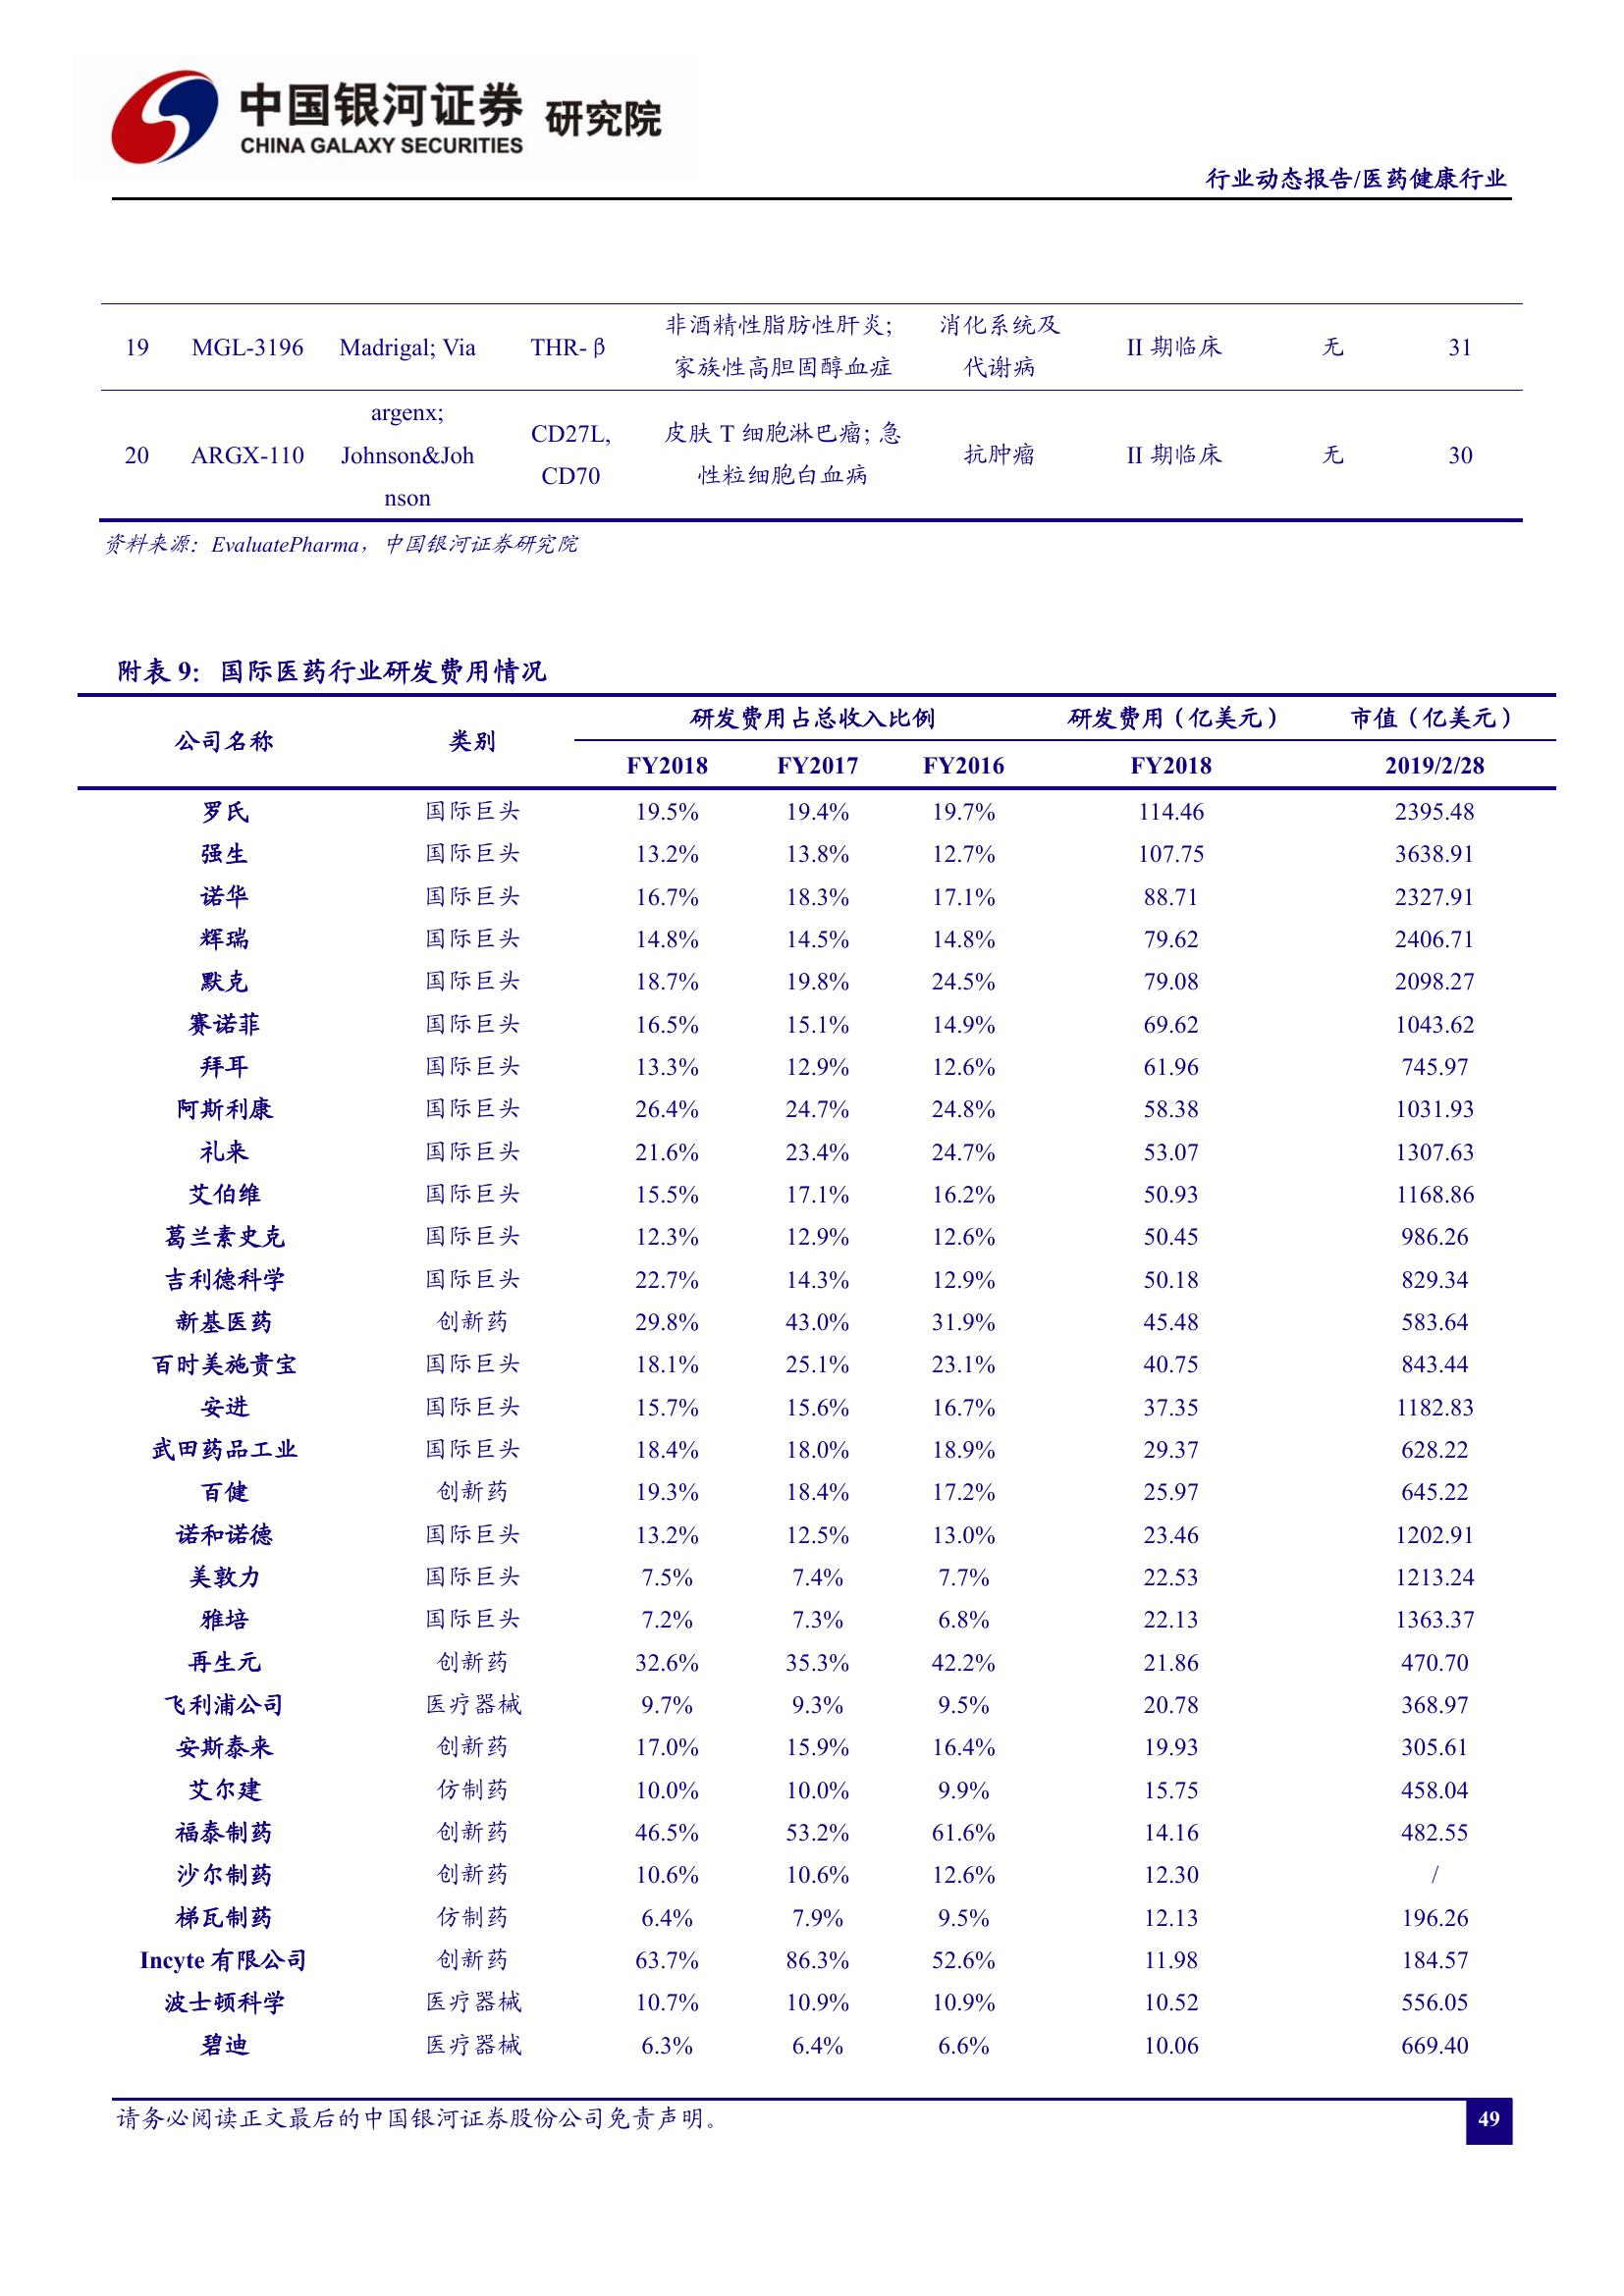 中国银河证券 研究院
CHINA GALAXY SECURITIES
行业动态报告/医药健康行业
19 MGL-3196 Madrigal; Via THR-β 非酒精性脂肪性肝炎; 家族性高胆固醇血症 消化系统及代谢病 II 期临床 无 31
20 ARGX-110 argenx; Johnson&Johnson CD27L, CD70 皮肤 T 细胞淋巴瘤; 急性粒细胞白血病 抗肿瘤 II 期临床 无 30
资料来源：EvaluatePharma，中国银河证券研究院
附表 9: 国际医药行业研发费用情况
公司名称 类别 研发费用占总收入比例 研发费用（亿美元） 市值（亿美元）
FY2018 FY2017 FY2016 FY2018 2019/2/28
罗氏 国际巨头 19.5% 19.4% 19.7% 114.46 2395.48
强生 国际巨头 13.2% 13.8% 12.7% 107.75 3638.91
诺华 国际巨头 16.7% 18.3% 17.1% 88.71 2327.91
辉瑞 国际巨头 14.8% 14.5% 14.8% 79.62 2406.71
默克 国际巨头 18.7% 19.8% 24.5% 79.08 2098.27
赛诺菲 国际巨头 16.5% 15.1% 14.9% 69.62 1043.62
拜耳 国际巨头 13.3% 12.9% 12.6% 61.96 745.97
阿斯利康 国际巨头 26.4% 24.7% 24.8% 58.38 1031.93
礼来 国际巨头 21.6% 23.4% 24.7% 53.07 1307.63
艾伯维 国际巨头 15.5% 17.1% 16.2% 50.93 1168.86
葛兰素史克 国际巨头 12.3% 12.9% 12.6% 50.45 986.26
吉利德科学 国际巨头 22.7% 14.3% 12.9% 50.18 829.34
新基医药 创新药 29.8% 43.0% 31.9% 45.48 583.64
百时美施贵宝 国际巨头 18.1% 25.1% 23.1% 40.75 843.44
安进 国际巨头 15.7% 15.6% 16.7% 37.35 1182.83
武田药品工业 国际巨头 18.4% 18.0% 18.9% 29.37 628.22
百健 创新药 19.3% 18.4% 17.2% 25.97 645.22
诺和诺德 国际巨头 13.2% 12.5% 13.0% 23.46 1202.91
美敦力 国际巨头 7.5% 7.4% 7.7% 22.53 1213.24
雅培 国际巨头 7.2% 7.3% 6.8% 22.13 1363.37
再生元 创新药 32.6% 35.3% 42.2% 21.86 470.70
飞利浦公司 医疗器械 9.7% 9.3% 9.5% 20.78 368.97
安斯泰来 创新药 17.0% 15.9% 16.4% 19.93 305.61
艾尔建 仿制药 10.0% 10.0% 9.9% 15.75 458.04
福泰制药 创新药 46.5% 53.2% 61.6% 14.16 482.55
沙尔制药 创新药 10.6% 10.6% 12.6% 12.30 /
梯瓦制药 仿制药 6.4% 7.9% 9.5% 12.13 196.26
Incyte 有限公司 创新药 63.7% 86.3% 52.6% 11.98 184.57
波士顿科学 医疗器械 10.7% 10.9% 10.9% 10.52 556.05
碧迪 医疗器械 6.3% 6.4% 6.6% 10.06 669.40
请务必阅读正文最后的中国银河证券股份公司免责声明。
49